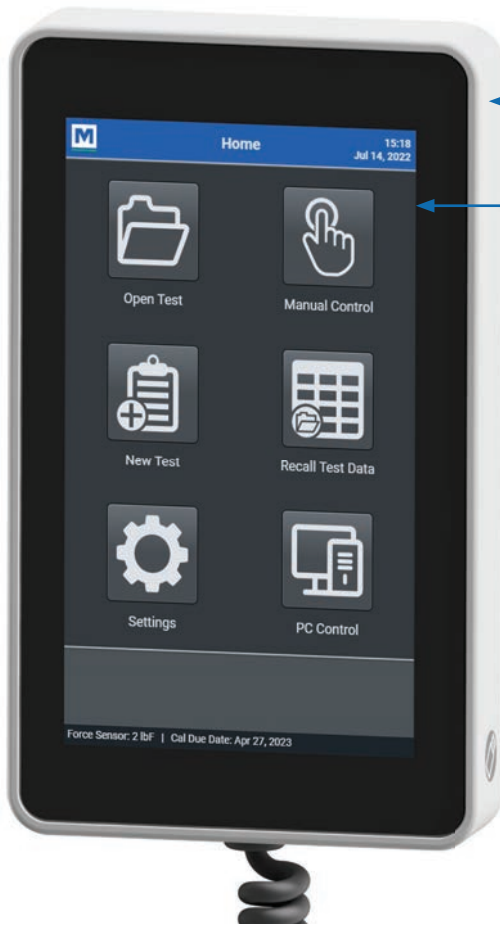 M
Home
15:18
Jul 14, 2022
Open Test
Manual Control
New Test
Recall Test Data
Settings
PC Control
Force Sensor: 2 lbF | Cal Due Date: Apr 27, 2023